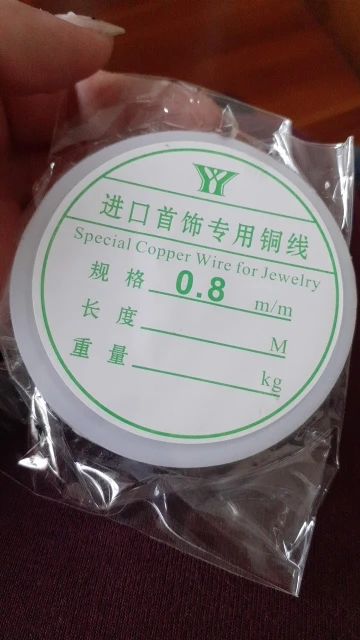 进口首饰专用铜线
Special Copper Wire for Jewelry
规 格 0.8 m/m
长 度 M
重 量 kg